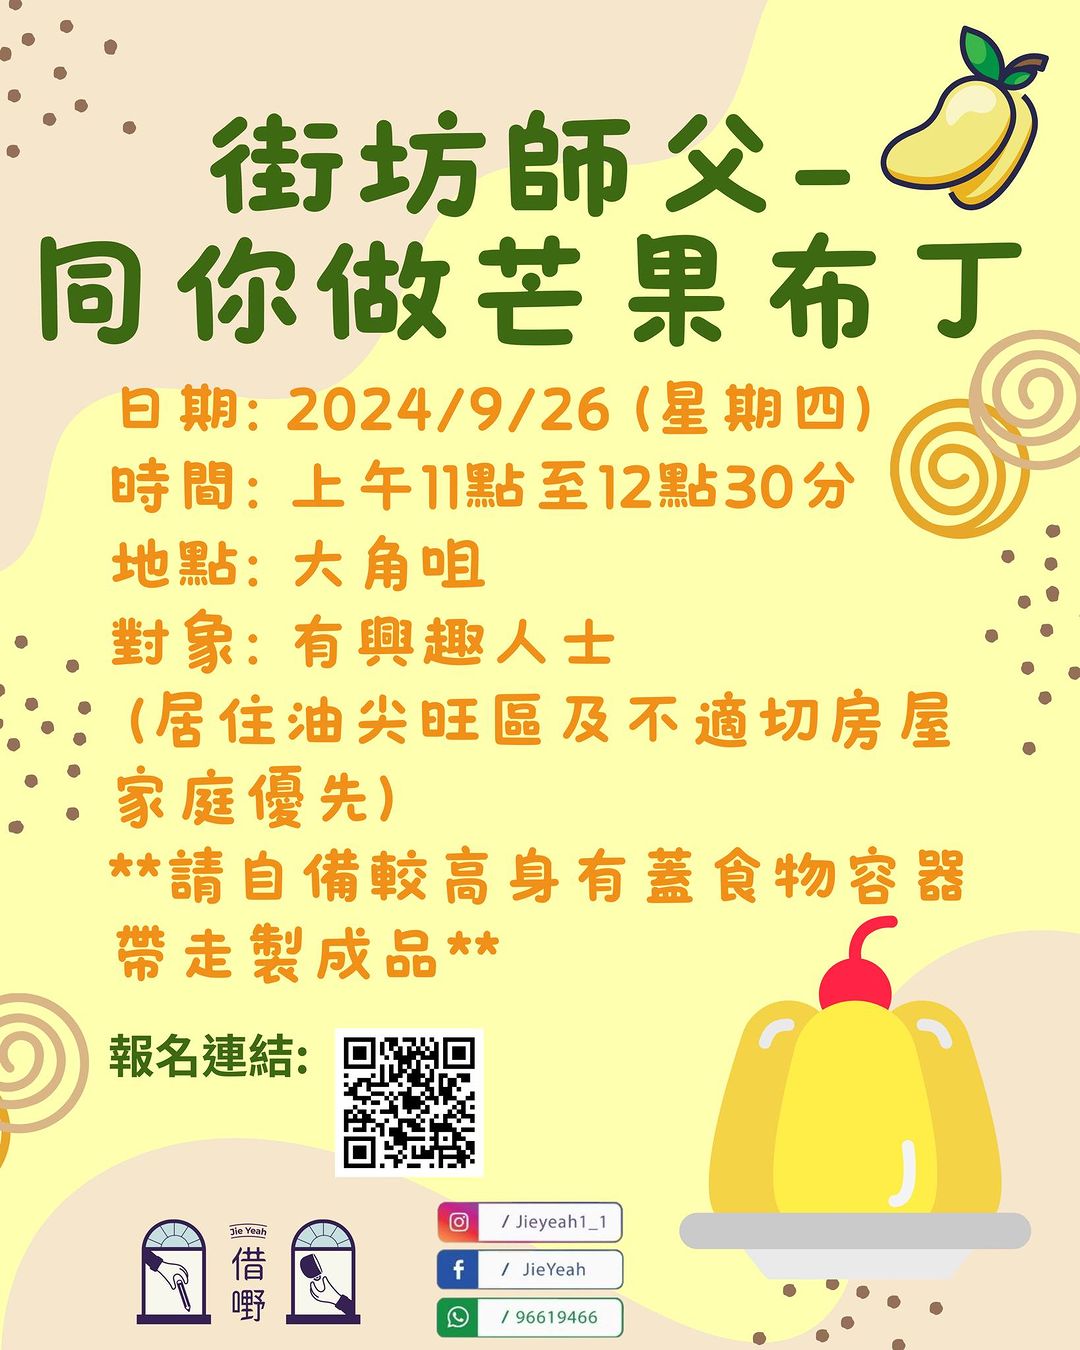 街坊師父-
同你做芒果布丁
日期: 2024/9/26 (星期四)
時間: 上午11點至12點30分
地點: 大角咀
對象: 有興趣人士
(居住油尖旺區及不適切房屋
家庭優先)
**請自備較高身有蓋食物容器
帶走製成品**
報名連結:
Jie Yeah
借
嘢
/ Jieyeah1_1
/ JieYeah
/ 96619466